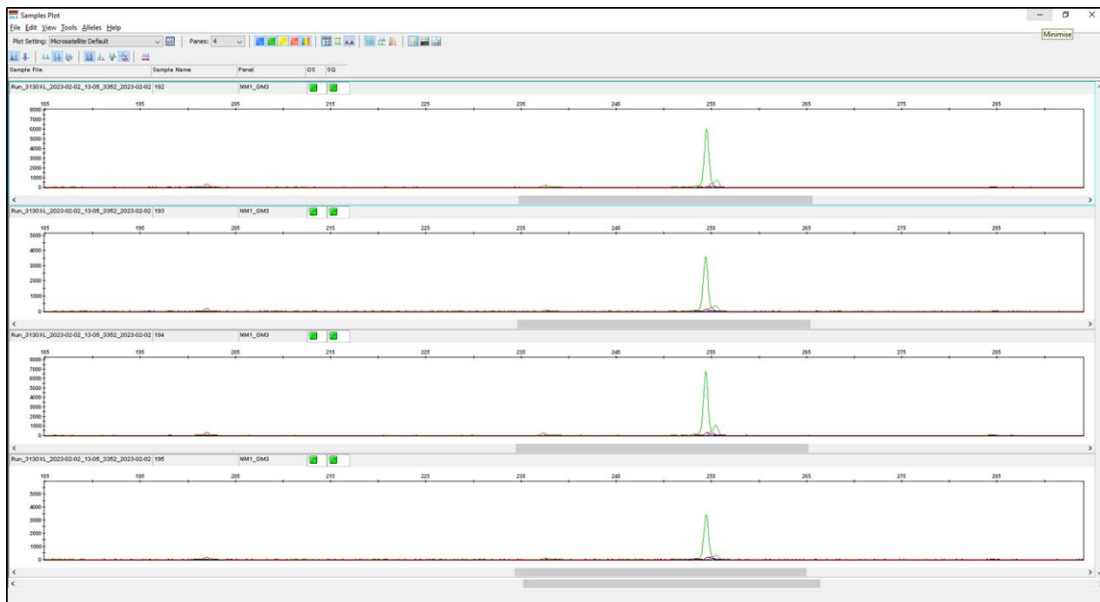 Samples Plot
File Edit View Tools Alleles Help
Plot Setting: Microsatellite Default Panes: 4
Minimise
Sample File Sample Name Panel OS SQ
Run_3130XL_2023-02-02_13-05_3352_2023-02-02 192 NM1_GM3
185 195 205 215 225 235 245 255 265 275 285
8000
7000
6000
5000
4000
3000
2000
1000
0
Run_3130XL_2023-02-02_13-05_3352_2023-02-02 193 NM1_GM3
185 195 205 215 225 235 245 255 265 275 285
5000
4000
3000
2000
1000
0
Run_3130XL_2023-02-02_13-05_3352_2023-02-02 194 NM1_GM3
185 195 205 215 225 235 245 255 265 275 285
8000
7000
6000
5000
4000
3000
2000
1000
0
Run_3130XL_2023-02-02_13-05_3352_2023-02-02 195 NM1_GM3
185 195 205 215 225 235 245 255 265 275 285
5000
4000
3000
2000
1000
0